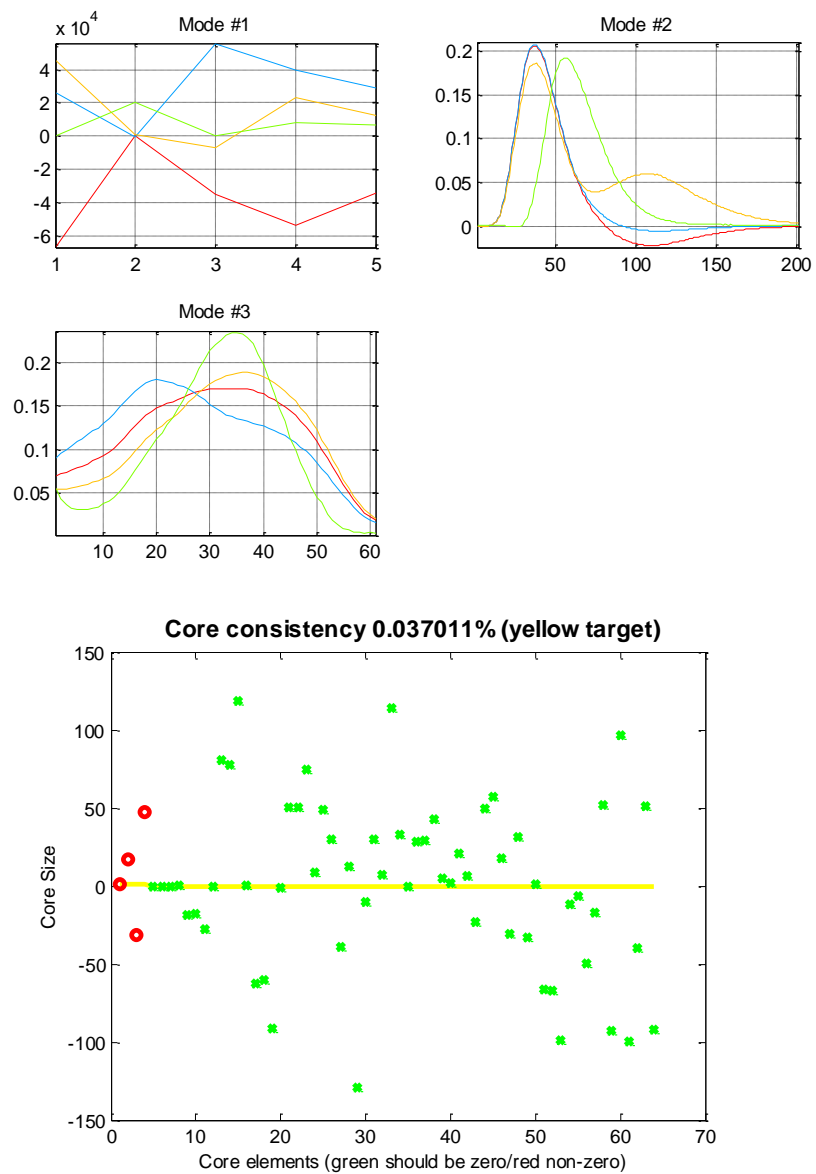 Mode #1
x 10^4
4
2
0
-2
-4
-6
1 2 3 4 5
Mode #2
0.2
0.15
0.1
0.05
0
50 100 150 200
Mode #3
0.2
0.15
0.1
0.05
10 20 30 40 50 60
Core consistency 0.037011% (yellow target)
150
100
50
0
-50
-100
-150
Core Size
0 10 20 30 40 50 60 70
Core elements (green should be zero/red non-zero)